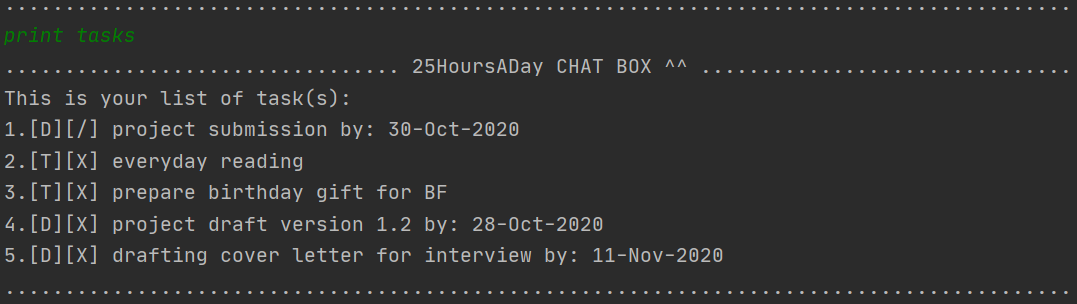 print tasks
................................. 25HoursADay CHAT BOX ^^ ...............................
This is your list of task(s):
1.[D][/] project submission by: 30-Oct-2020
2.[T][X] everyday reading
3.[T][X] prepare birthday gift for BF
4.[D][X] project draft version 1.2 by: 28-Oct-2020
5.[D][X] drafting cover letter for interview by: 11-Nov-2020
.........................................................................................